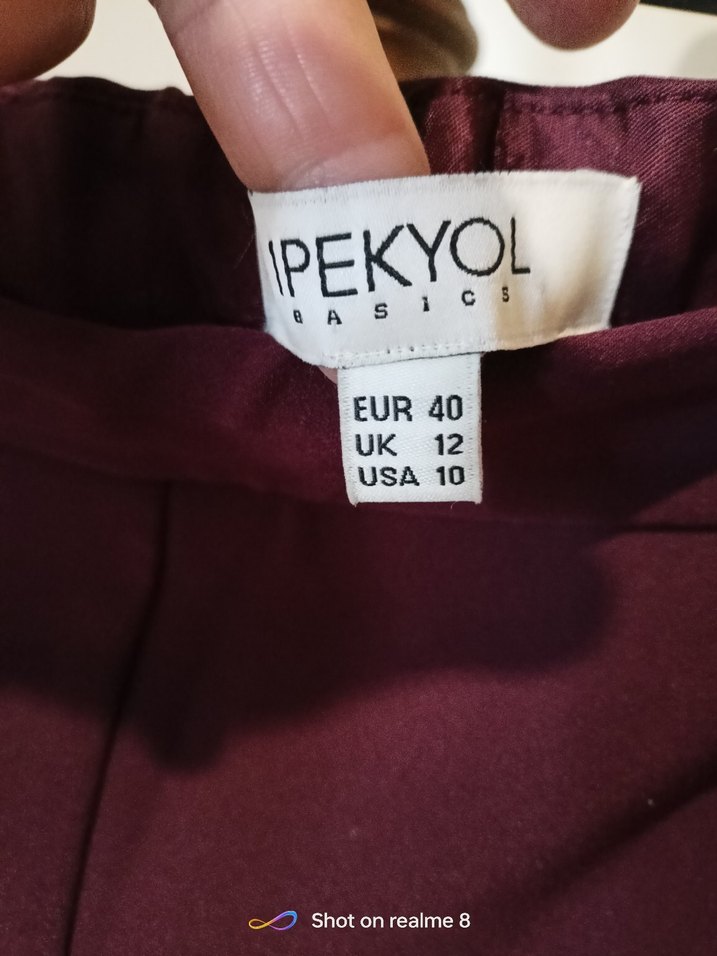 IPEKYOL
BASICS
EUR 40
UK 12
USA 10
Shot on realme 8